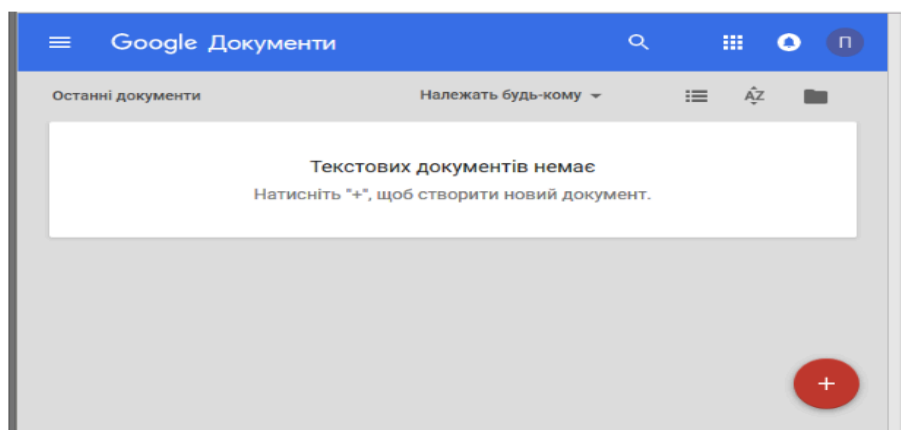 Google Документи
П
Останні документи
Належать будь-кому
AZ
Текстових документів немає
Натисніть "+", щоб створити новий документ.
+